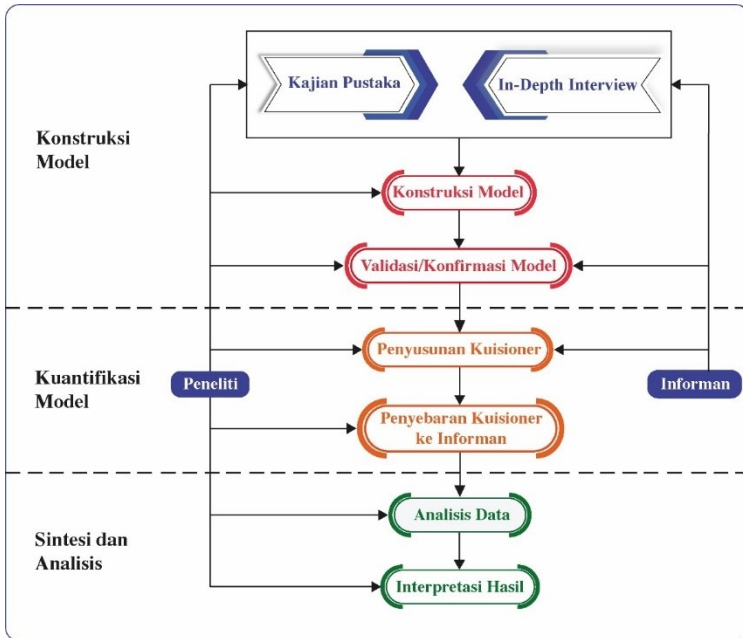 Kajian Pustaka
In-Depth Interview
Konstruksi
Model
Konstruksi Model
Validasi/Konfirmasi Model
Penyusunan Kuisioner
Kuantifikasi
Model
Peneliti
Informan
Penyebaran Kuisioner
ke Informan
Analisis Data
Sintesi dan
Analisis
Interpretasi Hasil